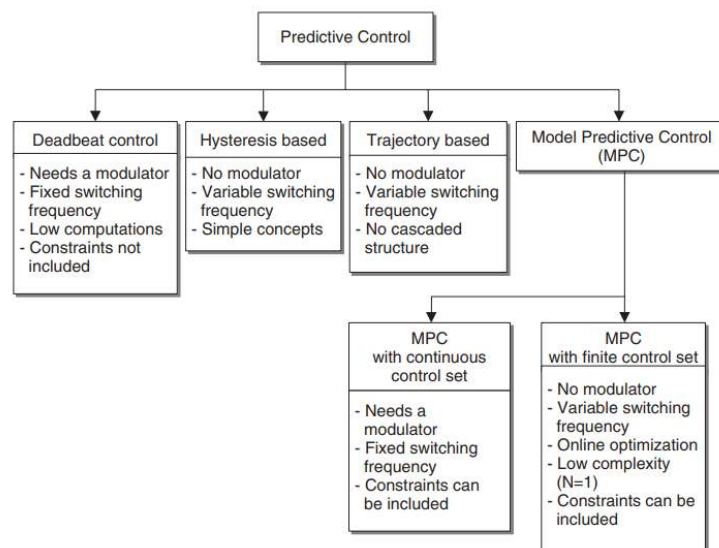 Predictive Control
Deadbeat control
- Needs a modulator
- Fixed switching
frequency
- Low computations
- Constraints not
included
Hysteresis based
- No modulator
- Variable switching
frequency
- Simple concepts
Trajectory based
- No modulator
- Variable switching
frequency
- No cascaded
structure
Model Predictive Control
(MPC)
MPC
with continuous
control set
- Needs a
modulator
- Fixed switching
frequency
- Constraints can
be included
MPC
with finite control set
- No modulator
- Variable switching
frequency
- Online optimization
- Low complexity
(N=1)
- Constraints can be
included